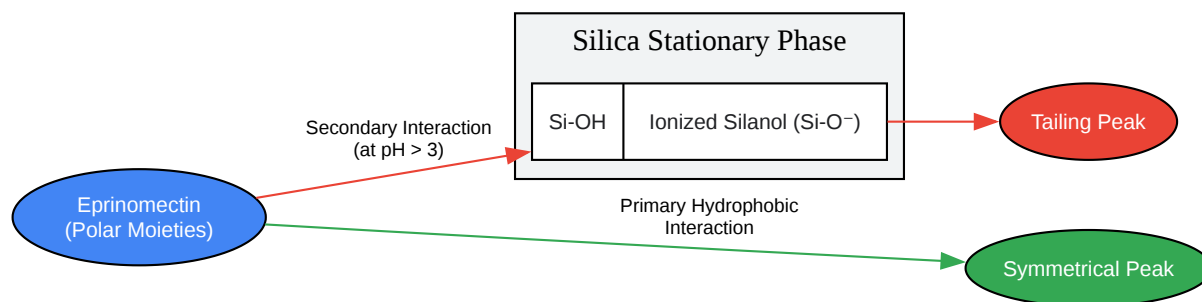 Silica Stationary Phase
Si-OH
Ionized Silanol (Si-O⁻)
Tailing Peak
Secondary Interaction
(at pH > 3)
Eprinomectin
(Polar Moieties)
Primary Hydrophobic
Interaction
Symmetrical Peak